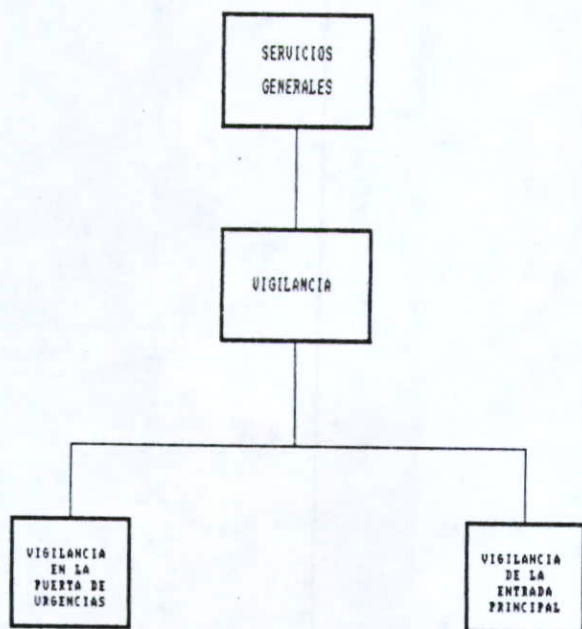 SERVICIOS
GENERALES
VIGILANCIA
VIGILANCIA
EN LA
PUERTA DE
URGENCIAS
VIGILANCIA
DE LA
ENTRADA
PRINCIPAL